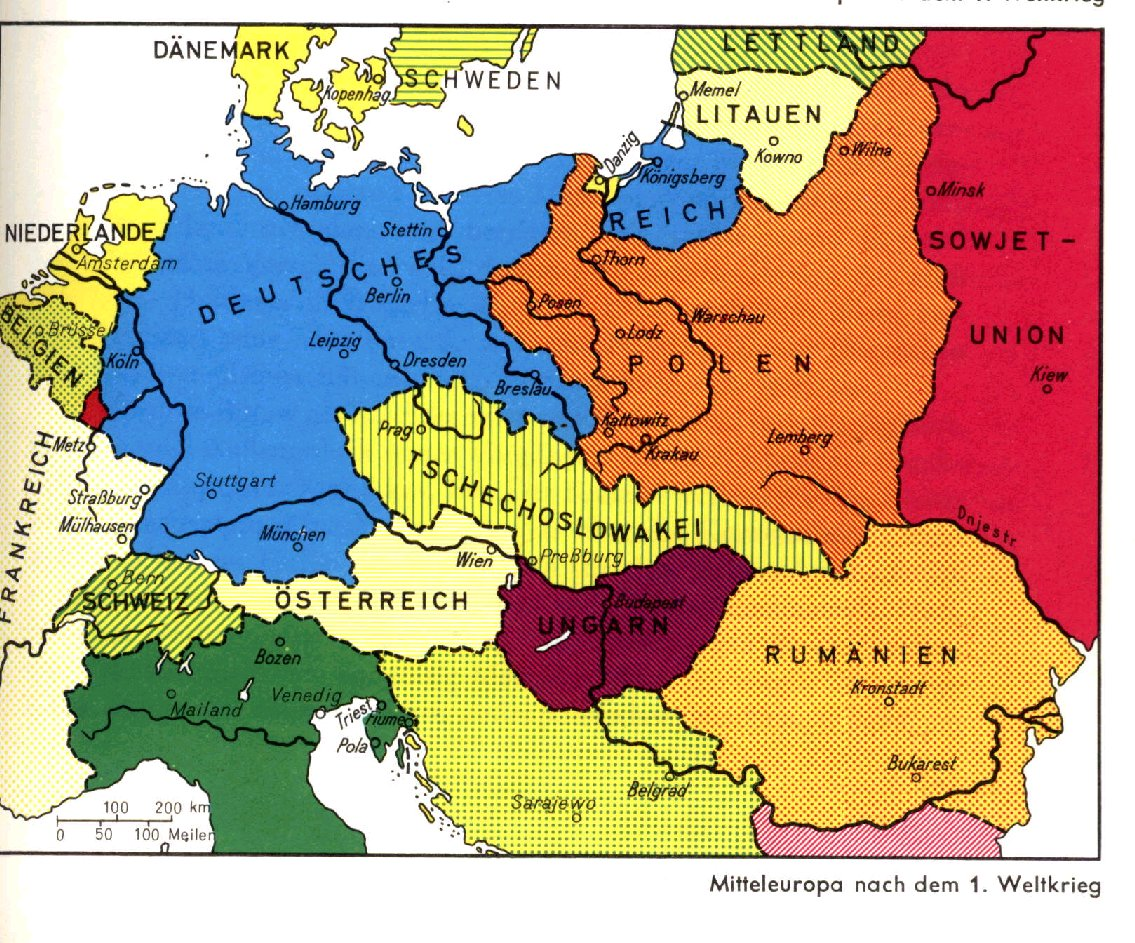 dem 1. Weltkrieg
DÄNEMARK
SCHWEDEN
LETTLAND
Kopenhag.
Memel
LITAUEN
Kowno
Wilna
Danzig
Königsberg
Minsk
REICH
Hamburg
NIEDERLANDE
Stettin
SOWJET-
Amsterdam
Thorn
DEUTSCHES
Berlin
Posen
Warschau
BELGIEN
Brüssel
Lodz
UNION
Leipzig
Köln
Dresden
POLEN
Kiew
Breslau
Prag
Kattowitz
Krakau
Lemberg
Metz
FRANKREICH
Stuttgart
TSCHECHOSLOWAKEI
Straßburg
Mülhausen
München
Dnjestr
Wien
Preßburg
Bern
SCHWEIZ
ÖSTERREICH
Budapest
UNGARN
Bozen
RUMANIEN
Kronstadt
Mailand
Venedig
Triest
Fiume
Pola
Bukarest
Belgrad
Sarajewo
100 200 km
0 50 100 Meilen
Mitteleuropa nach dem 1. Weltkrieg